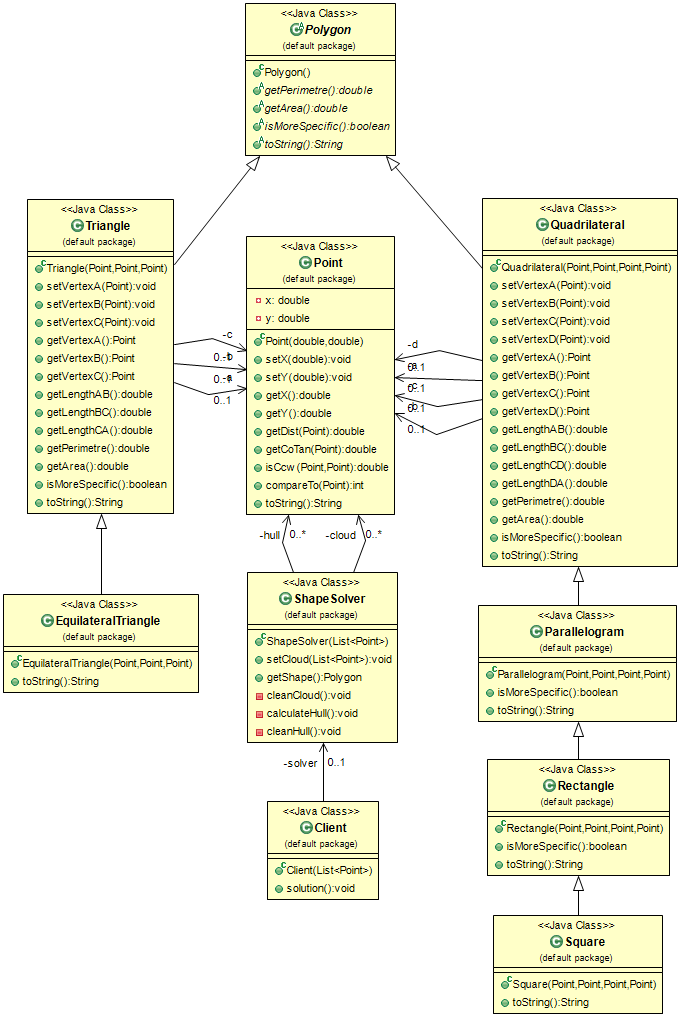 <<Java Class>>
Polygon
(default package)
Polygon()
getPerimetre():double
getArea():double
isMoreSpecific():boolean
toString():String
<<Java Class>>
Triangle
(default package)
Triangle(Point,Point,Point)
setVertexA(Point):void
setVertexB(Point):void
setVertexC(Point):void
getVertexA():Point
getVertexB():Point
getVertexC():Point
getLengthAB():double
getLengthBC():double
getLengthCA():double
getPerimetre():double
getArea():double
isMoreSpecific():boolean
toString():String
-c
0..1
0..1
<<Java Class>>
Point
(default package)
x: double
y: double
Point(double,double)
setX(double):void
setY(double):void
getX():double
getY():double
getDist(Point):double
getCoTan(Point):double
isCcw(Point,Point):double
compareTo(Point):int
toString():String
-d
0..1
0..1
0..1
<<Java Class>>
Quadrilateral
(default package)
Quadrilateral(Point,Point,Point,Point)
setVertexA(Point):void
setVertexB(Point):void
setVertexC(Point):void
setVertexD(Point):void
getVertexA():Point
getVertexB():Point
getVertexC():Point
getVertexD():Point
getLengthAB():double
getLengthBC():double
getLengthCD():double
getLengthDA():double
getPerimetre():double
getArea():double
isMoreSpecific():boolean
toString():String
<<Java Class>>
EquilateralTriangle
(default package)
EquilateralTriangle(Point,Point,Point)
toString():String
-hull 0..*
-cloud 0..*
<<Java Class>>
ShapeSolver
(default package)
ShapeSolver(List<Point>)
setCloud(List<Point>):void
getShape():Polygon
cleanCloud():void
calculateHull():void
cleanHull():void
-solver 0..1
<<Java Class>>
Client
(default package)
Client(List<Point>)
solution():void
<<Java Class>>
Parallelogram
(default package)
Parallelogram(Point,Point,Point,Point)
isMoreSpecific():boolean
toString():String
<<Java Class>>
Rectangle
(default package)
Rectangle(Point,Point,Point,Point)
isMoreSpecific():boolean
toString():String
<<Java Class>>
Square
(default package)
Square(Point,Point,Point,Point)
toString():String